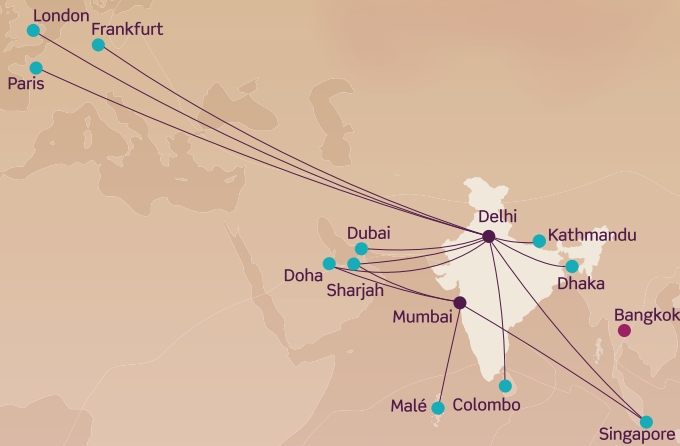 London
Frankfurt
Paris
Delhi
Kathmandu
Dubai
Doha
Sharjah
Dhaka
Mumbai
Bangkok
Malé
Colombo
Singapore